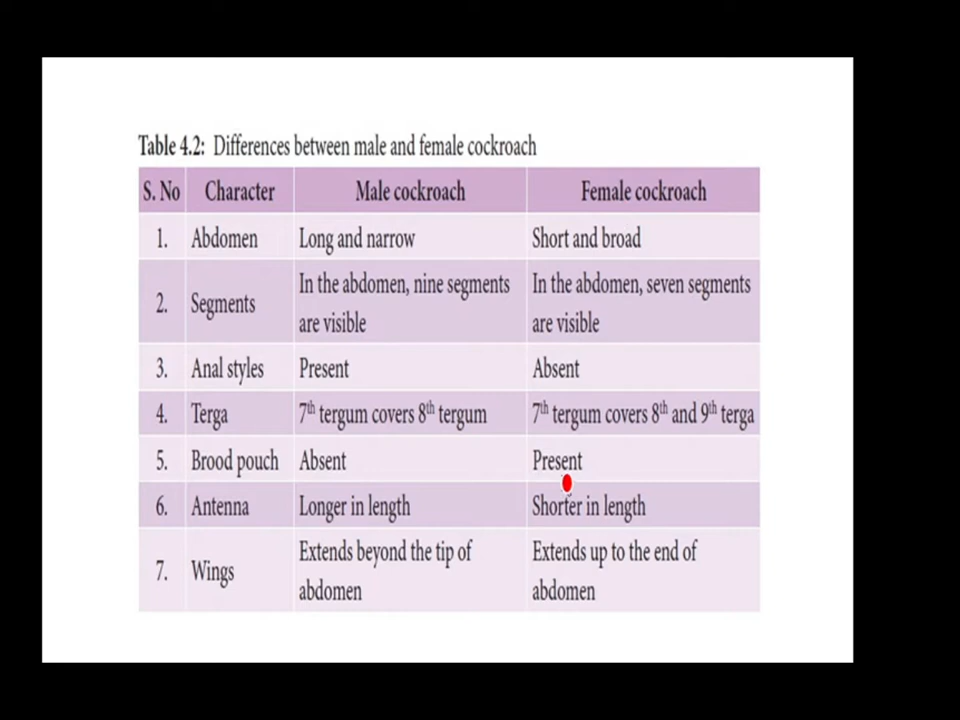 Table 4.2: Differences between male and female cockroach
S. No Character Male cockroach Female cockroach
1. Abdomen Long and narrow Short and broad
2. Segments In the abdomen, nine segments are visible In the abdomen, seven segments are visible
3. Anal styles Present Absent
4. Terga 7th tergum covers 8th tergum 7th tergum covers 8th and 9th terga
5. Brood pouch Absent Present
6. Antenna Longer in length Shorter in length
7. Wings Extends beyond the tip of abdomen Extends up to the end of abdomen